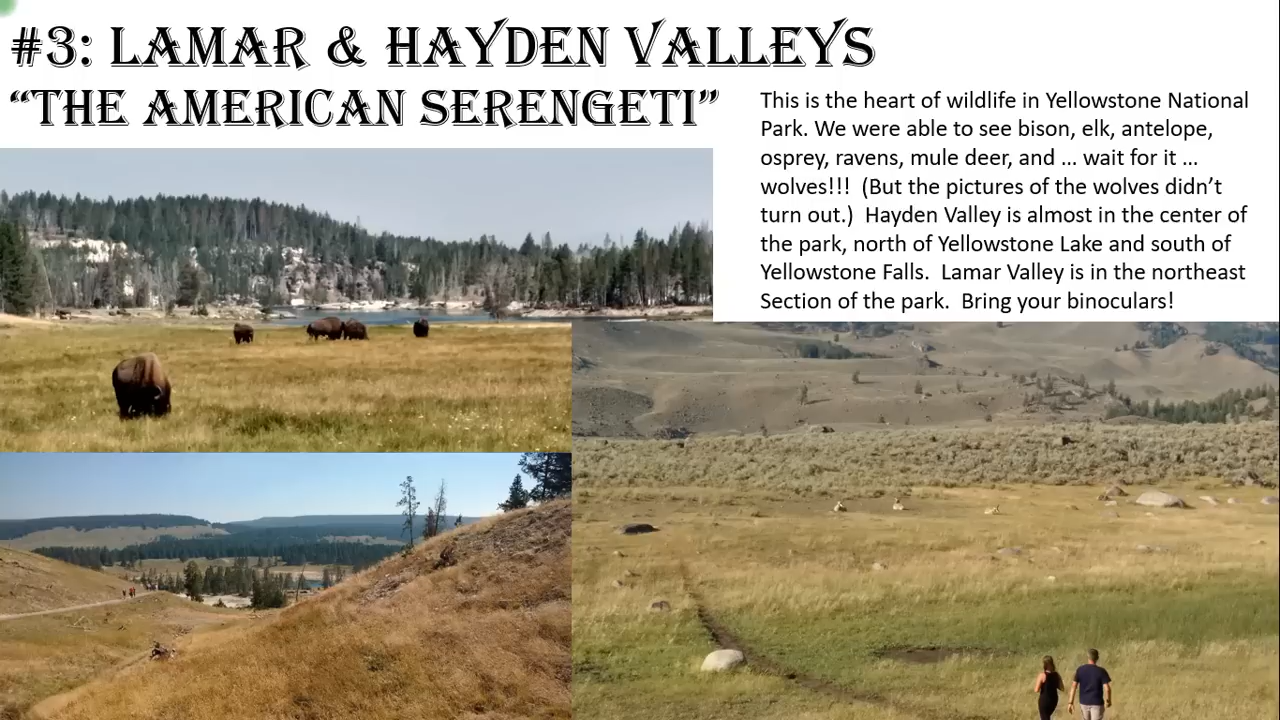 #3: LAMAR & HAYDEN VALLEYS
“THE AMERICAN SERENGETI”
This is the heart of wildlife in Yellowstone National
Park. We were able to see bison, elk, antelope,
osprey, ravens, mule deer, and … wait for it …
wolves!!!  (But the pictures of the wolves didn’t
turn out.)  Hayden Valley is almost in the center of
the park, north of Yellowstone Lake and south of
Yellowstone Falls.  Lamar Valley is in the northeast
Section of the park.  Bring your binoculars!